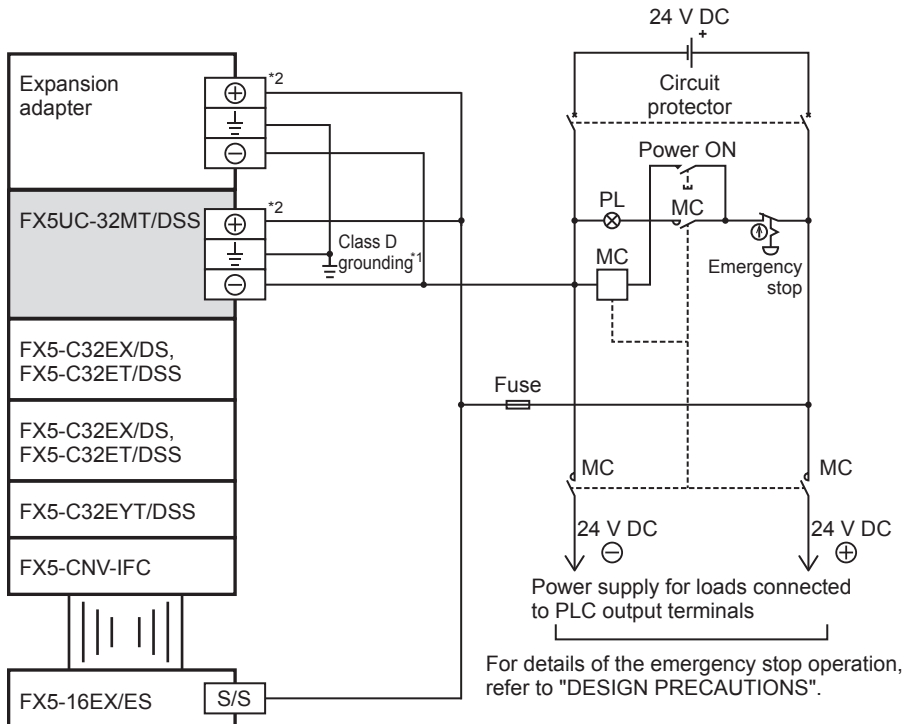 24 V DC
+
Expansion
adapter
*2
Circuit
protector
Power ON
FX5UC-32MT/DSS
*2
PL
MC
Class D
grounding*1
MC
Emergency
stop
FX5-C32EX/DS,
FX5-C32ET/DSS
Fuse
FX5-C32EX/DS,
FX5-C32ET/DSS
MC
MC
FX5-C32EYT/DSS
24 V DC
24 V DC
FX5-CNV-IFC
Power supply for loads connected
to PLC output terminals
For details of the emergency stop operation,
refer to "DESIGN PRECAUTIONS".
FX5-16EX/ES
S/S